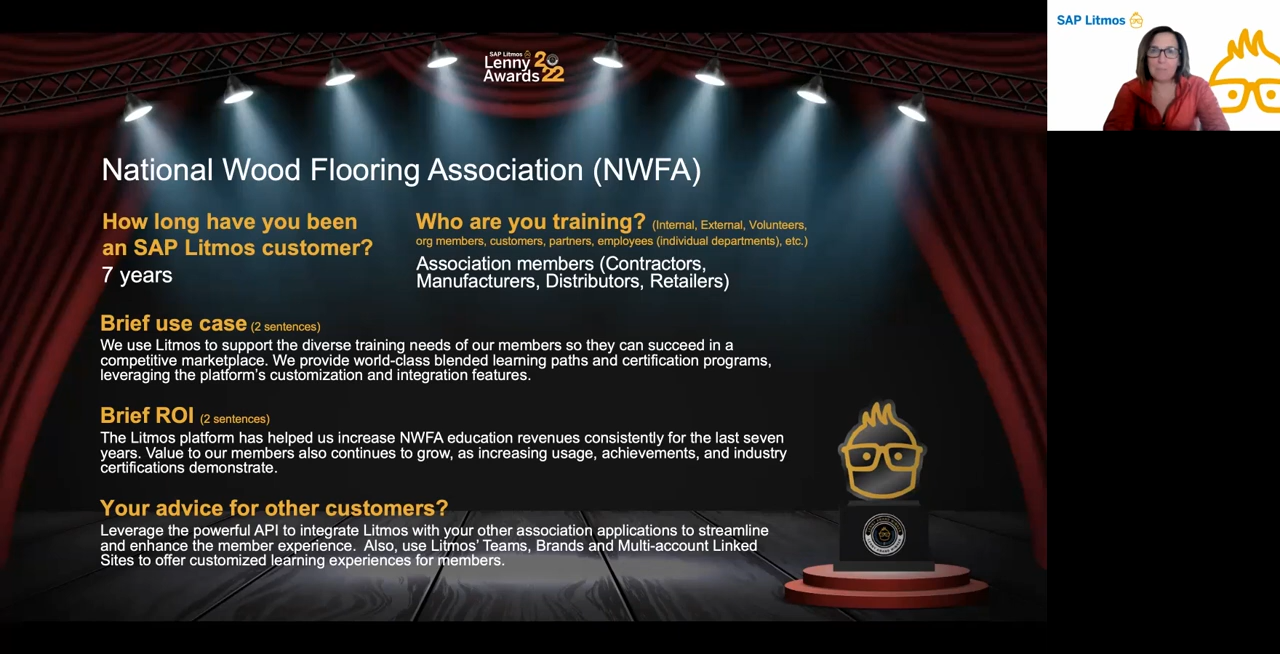 SAP Litmos
SAP Litmos
Lenny 20
Awards 22
National Wood Flooring Association (NWFA)
How long have you been
an SAP Litmos customer?
7 years
Who are you training? (Internal, External, Volunteers,
org members, customers, partners, employees (individual departments), etc.)
Association members (Contractors,
Manufacturers, Distributors, Retailers)
Brief use case (2 sentences)
We use Litmos to support the diverse training needs of our members so they can succeed in a
competitive marketplace. We provide world-class blended learning paths and certification programs,
leveraging the platform's customization and integration features.
Brief ROI (2 sentences)
The Litmos platform has helped us increase NWFA education revenues consistently for the last seven
years. Value to our members also continues to grow, as increasing usage, achievements, and industry
certifications demonstrate.
Your advice for other customers?
Leverage the powerful API to integrate Litmos with your other association applications to streamline
and enhance the member experience.  Also, use Litmos' Teams, Brands and Multi-account Linked
Sites to offer customized learning experiences for members.